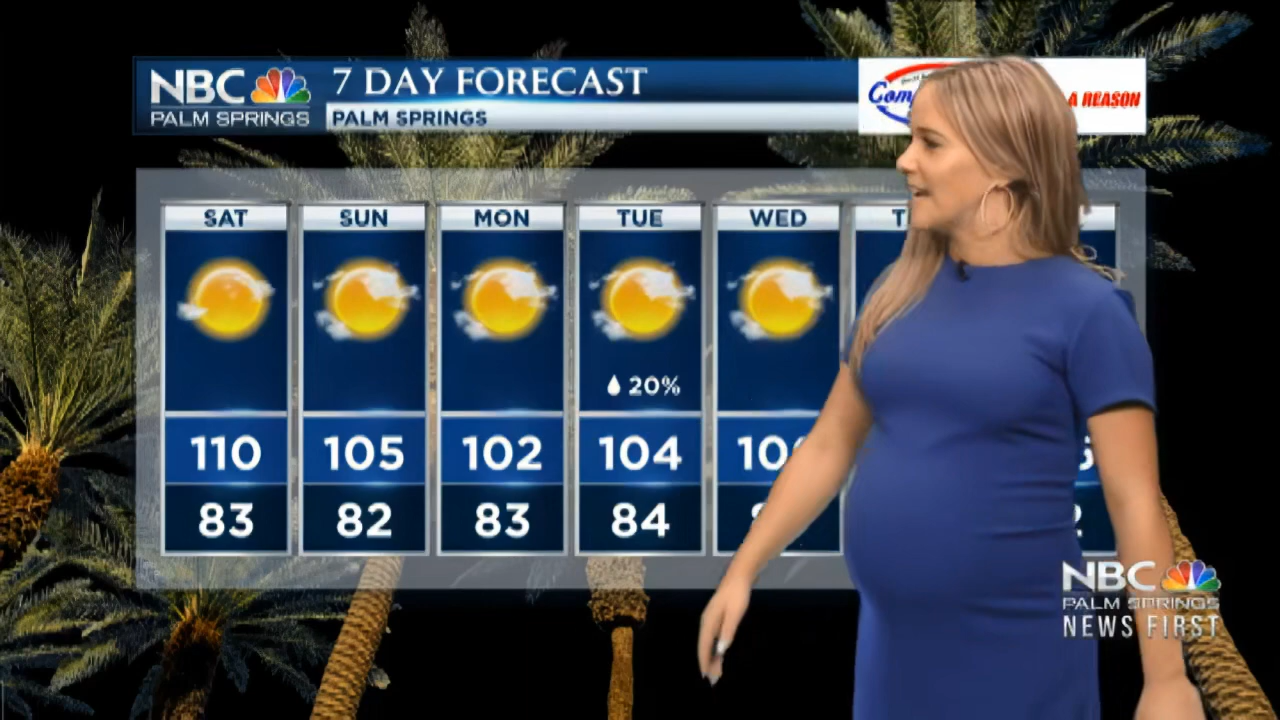 NBC
PALM SPRINGS
7 DAY FORECAST
PALM SPRINGS
A REASON
SAT SUN MON TUE WED
20%
110 105 102 104
83 82 83 84
NBC
PALM SPRINGS
NEWS FIRST